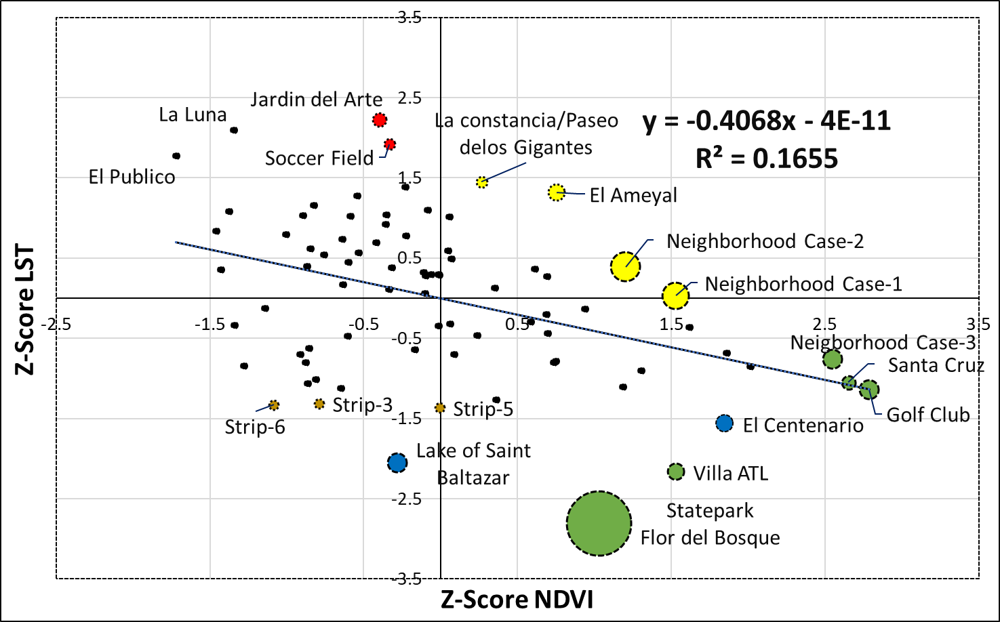 3.5
Jardin del Arte
2.5
La Luna
La constancia/Paseo
delos Gigantes
y = -0.4068x - 4E-11
R² = 0.1655
Soccer Field
El Publico
1.5
El Ameyal
Neighborhood Case-2
0.5
Neighborhood Case-1
-2.5
-1.5
-0.5
0.5
1.5
2.5
3.5
-0.5
Neigborhood Case-3
Santa Cruz
Strip-3
Strip-5
Strip-6
-1.5
Golf Club
El Centenario
Lake of Saint
Baltazar
Villa ATL
-2.5
Statepark
Flor del Bosque
-3.5
Z-Score LST
Z-Score NDVI